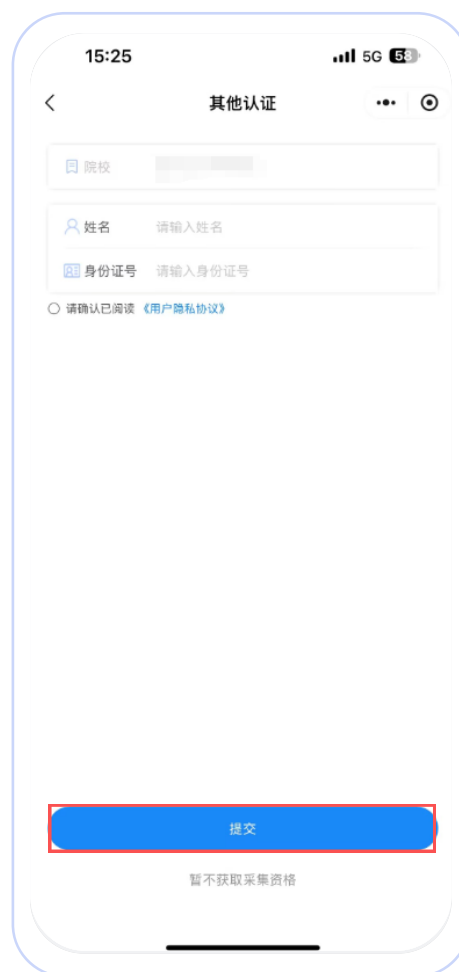 15:25 5G 58
其他认证
院校
姓名 请输入姓名
身份证号 请输入身份证号
请确认已阅读《用户隐私协议》
提交
暂不获取采集资格